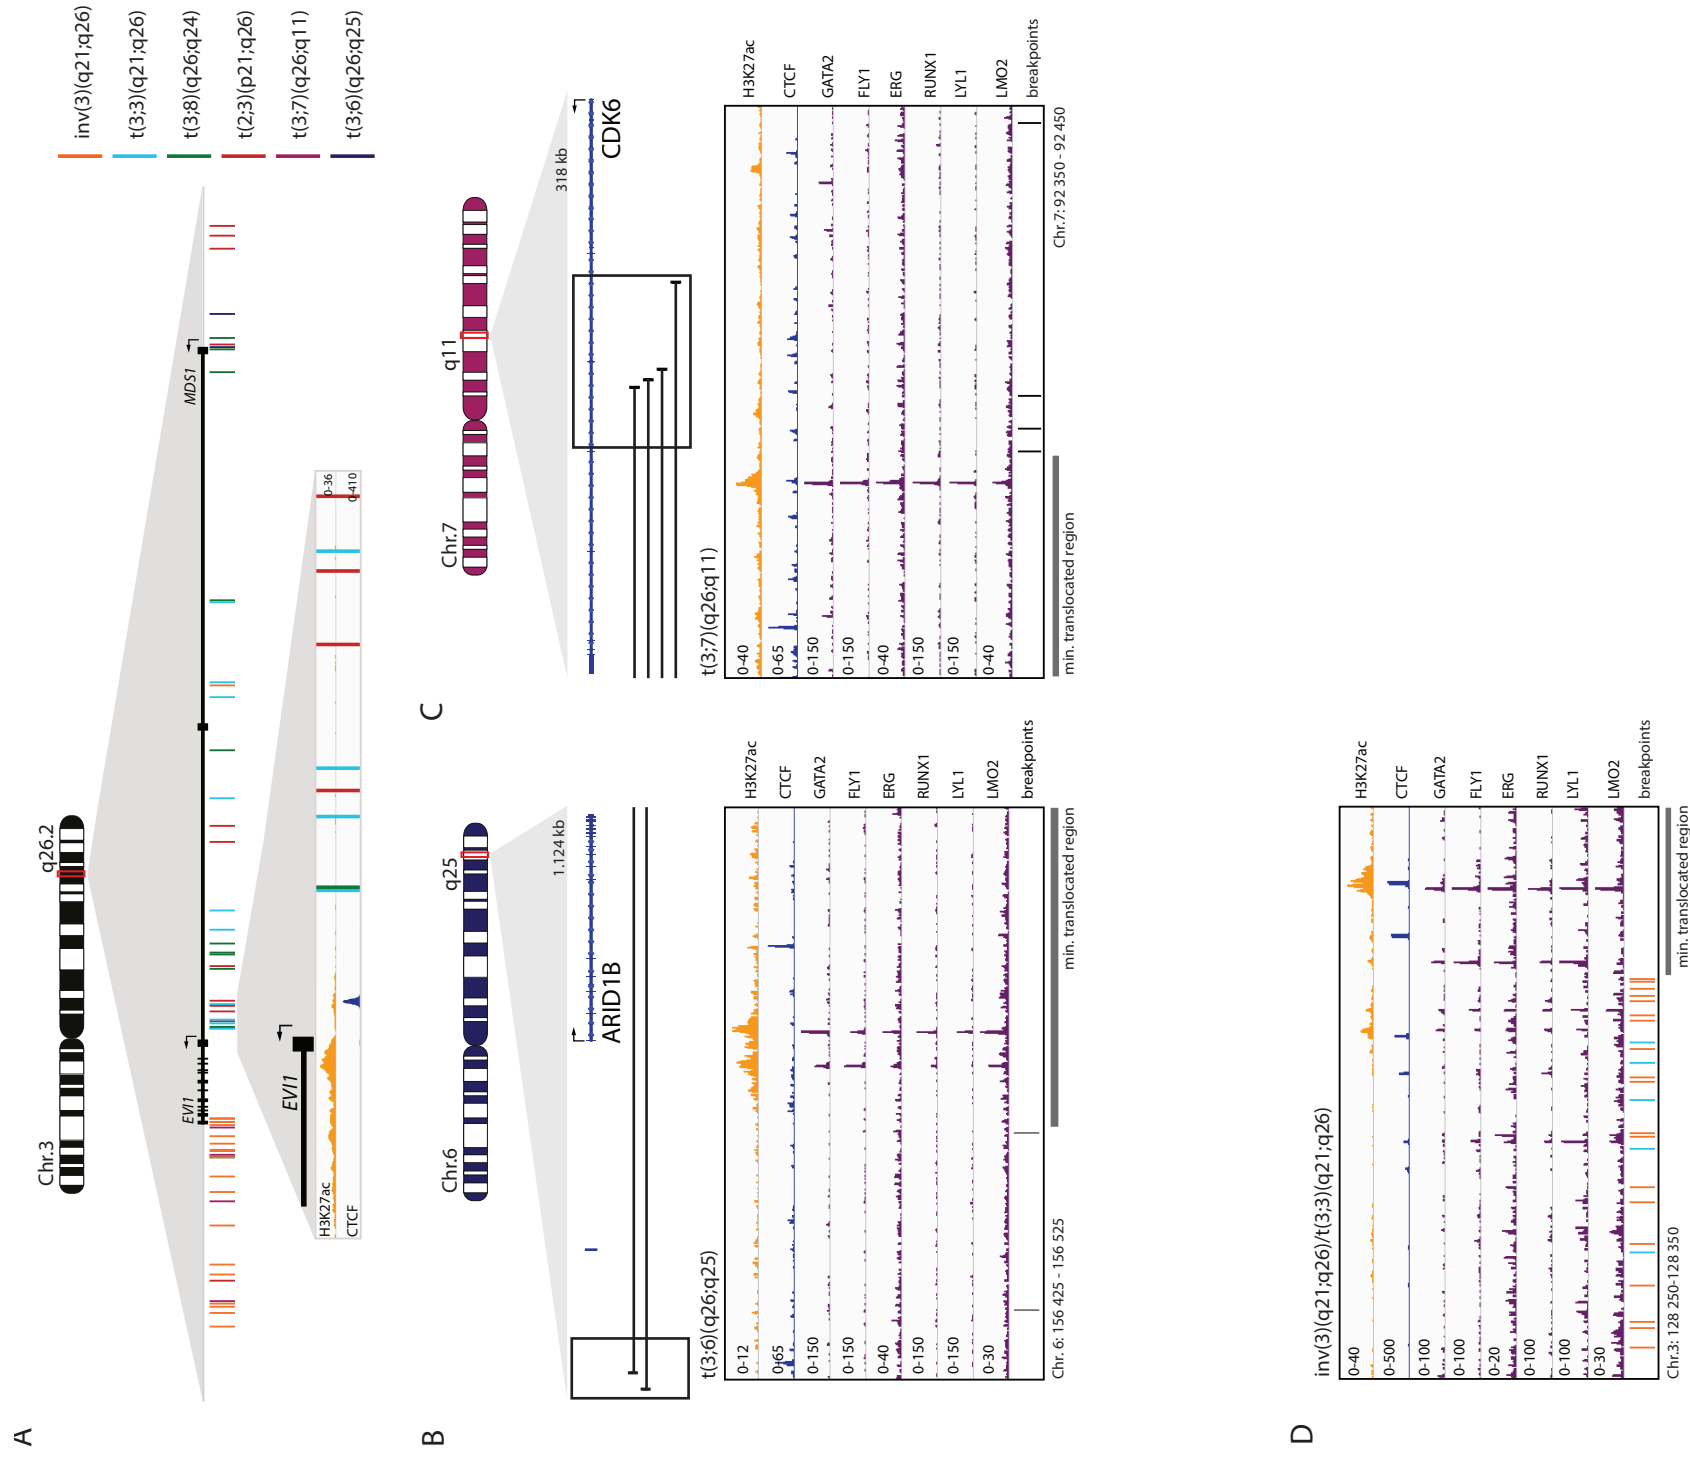 A
Chr.3
q26.2
inv(3)(q21;q26)
t(3;3)(q21;q26)
t(3;8)(q26;q24)
t(2;3)(p21;q26)
t(3;7)(q26;q11)
t(3;6)(q26;q25)
EVI1
MDS1
EVI1
H3K27ac
0-36
CTCF
0-410
B
Chr.6
q25
1.124 kb
ARID1B
t(3;6)(q26;q25)
0-12
H3K27ac
0-65
CTCF
0-150
GATA2
0-150
FLY1
0-40
ERG
0-150
RUNX1
0-150
LYL1
0-30
LMO2
breakpoints
Chr. 6: 156 425 - 156 525
min. translocated region
C
Chr.7
q11
318 kb
CDK6
t(3;7)(q26;q11)
0-40
H3K27ac
0-65
CTCF
0-150
GATA2
0-150
FLY1
0-40
ERG
0-150
RUNX1
0-150
LYL1
0-40
LMO2
breakpoints
min. translocated region
Chr.7: 92 350 - 92 450
D
inv(3)(q21;q26)/t(3;3)(q21;q26)
0-40
H3K27ac
0-500
CTCF
0-100
GATA2
0-100
FLY1
0-20
ERG
0-100
RUNX1
0-100
LYL1
0-30
LMO2
breakpoints
Chr.3: 128 250-128 350
min. translocated region